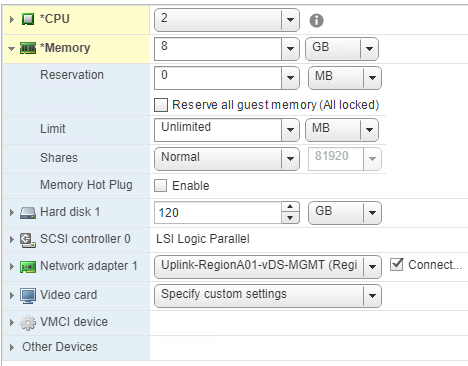 *CPU 2
*Memory 8 GB
Reservation 0 MB
Reserve all guest memory (All locked)
Limit Unlimited MB
Shares Normal 81920
Memory Hot Plug Enable
Hard disk 1 120 GB
SCSI controller 0 LSI Logic Parallel
Network adapter 1 Uplink-RegionA01-vDS-MGMT (Regi Connect...
Video card Specify custom settings
VMCI device
Other Devices